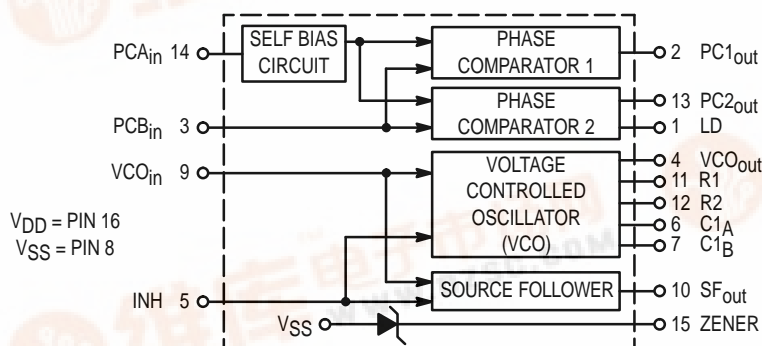 PCAin 14
SELF BIAS
CIRCUIT
PHASE
COMPARATOR 1
2 PC1out
PCBin 3
PHASE
COMPARATOR 2
13 PC2out
1 LD
VCOin 9
VOLTAGE
CONTROLLED
OSCILLATOR
(VCO)
4 VCOout
11 R1
12 R2
6 C1A
7 C1B
VDD = PIN 16
VSS = PIN 8
INH 5
SOURCE FOLLOWER
10 SFout
VSS
15 ZENER